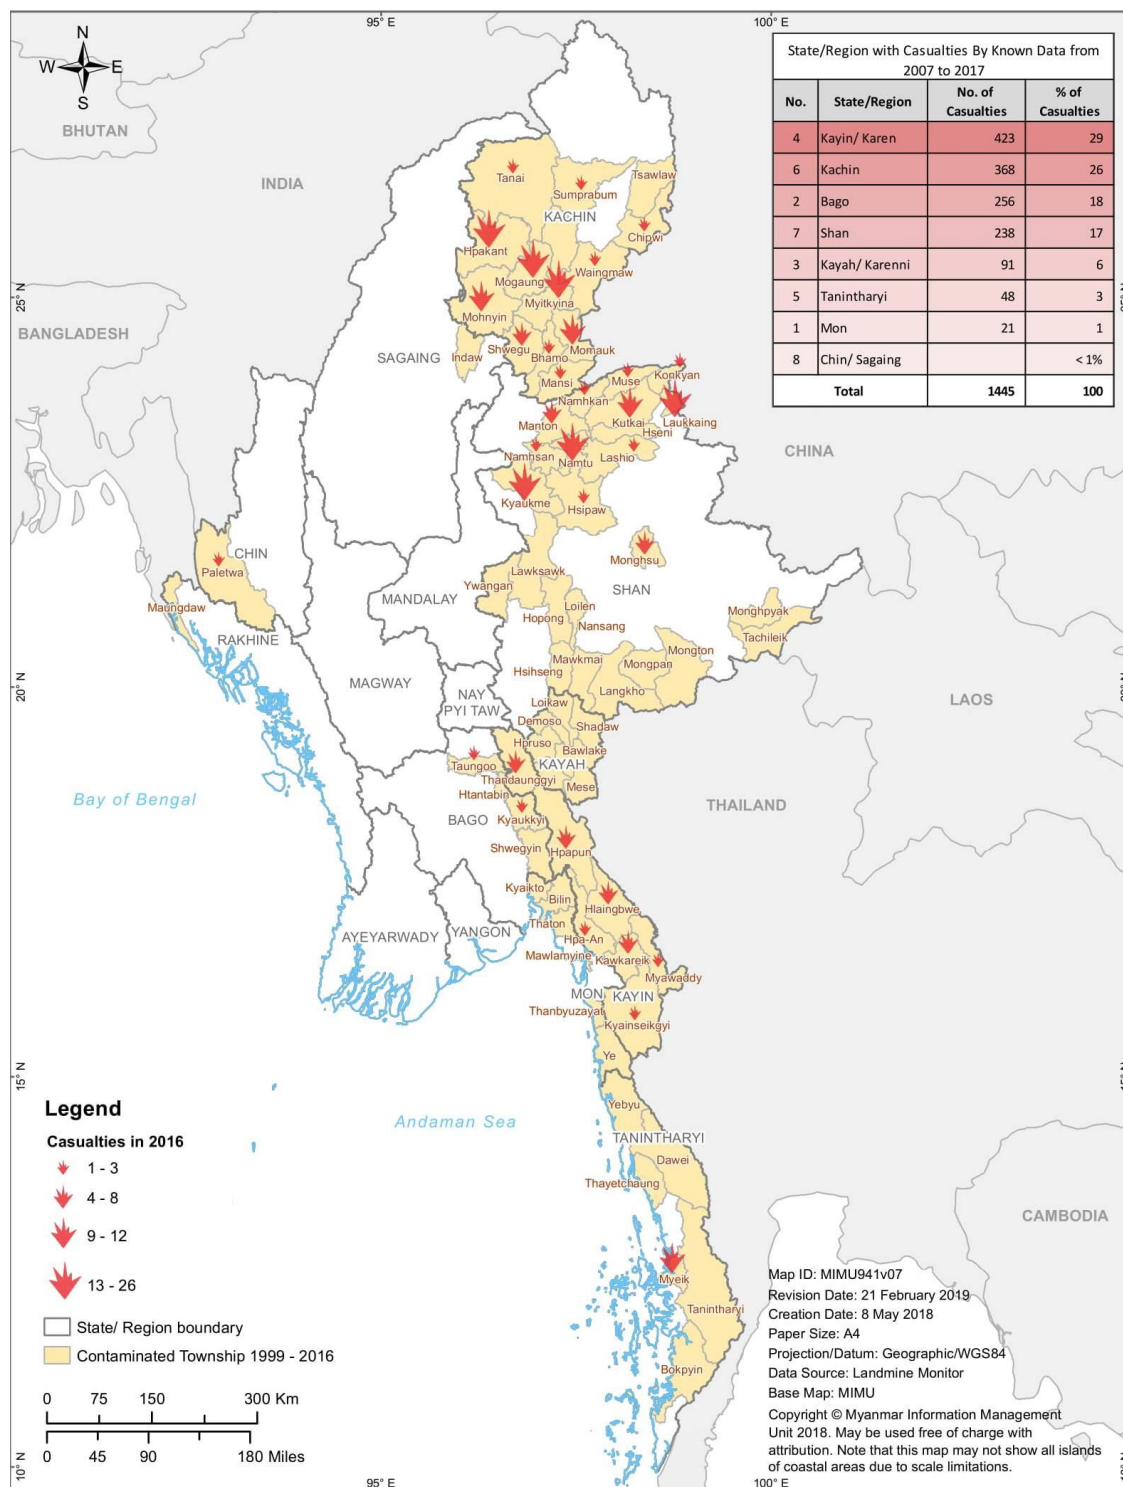 95° E
100° E
N
W
E
S
State/Region with Casualties By Known Data from
2007 to 2017
No. State/Region No. of Casualties % of Casualties
4 Kayin/ Karen 423 29
6 Kachin 368 26
2 Bago 256 18
7 Shan 238 17
3 Kayah/ Karenni 91 6
5 Tanintharyi 48 3
1 Mon 21 1
8 Chin/ Sagaing < 1%
Total 1445 100
BHUTAN
INDIA
Tanai
Tsawlaw
Sumprabum
KACHIN
Chipwi
Hpakant
Waingmaw
Mogaung
25° N
Myitkyina
Mohnyin
BANGLADESH
SAGAING
Shwegu
Momauk
Indaw
Bhamo
Mansi
Muse
Konkyan
Namhkan
Manton
Kutkai
Laukkaing
Hseni
CHINA
Namhsan
Namtu
Lashio
Kyaukme
Hsipaw
CHIN
Paletwa
Monghsu
Lawksawk
Ywangan
SHAN
MANDALAY
Maungdaw
Loilen
Hopong
Nansang
Monghpyak
Tachileik
RAKHINE
Mongton
Mawkmai
Mongpan
Hsihseng
MAGWAY
Langkho
20° N
NAY
PYI TAW
LAOS
Loikaw
Demoso
Shadaw
Hpruso
Bawlake
Taungoo
KAYAH
Thandaunggyi
Mese
Htantabin
Bay of Bengal
THAILAND
BAGO
Kyaukkyi
Shwegyin
Hpapun
Kyaikto
Bilin
Hlaingbwe
Thaton
AYEYARWADY
YANGON
Hpa-An
Mawlamyine
Kawkareik
Myawaddy
MON
KAYIN
Thanbyuzayat
Kyainseikgyi
Ye
15° N
Yebyu
Andaman Sea
TANINTHARYI
Dawei
Thayetchaung
CAMBODIA
Myeik
Tanintharyi
Bokpyin
Legend
Casualties in 2016
1 - 3
4 - 8
9 - 12
13 - 26
State/ Region boundary
Contaminated Township 1999 - 2016
0 75 150 300 Km
0 45 90 180 Miles
Map ID: MIMU941v07
Revision Date: 21 February 2019
Creation Date: 8 May 2018
Paper Size: A4
Projection/Datum: Geographic/WGS84
Data Source: Landmine Monitor
Base Map: MIMU
Copyright © Myanmar Information Management
Unit 2018. May be used free of charge with
attribution. Note that this map may not show all islands
of coastal areas due to scale limitations.
10° N
95° E
100° E